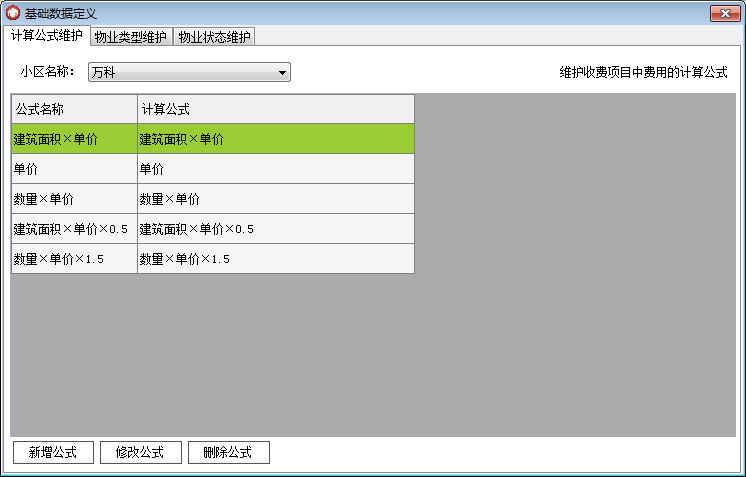 基础数据定义
计算公式维护 物业类型维护 物业状态维护
小区名称： 万科 维护收费项目中费用的计算公式
公式名称 计算公式
建筑面积×单价 建筑面积×单价
单价 单价
数量×单价 数量×单价
建筑面积×单价×0.5 建筑面积×单价×0.5
数量×单价×1.5 数量×单价×1.5
新增公式 修改公式 删除公式